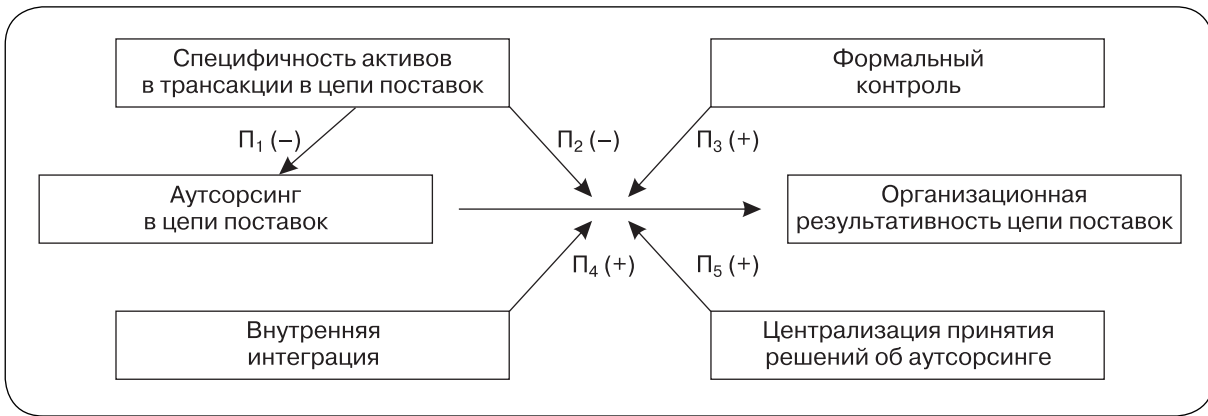 Специфичность активов
в трансакции в цепи поставок
Формальный
контроль
П₁ (−)
П₂ (−)
П₃ (+)
Аутсорсинг
в цепи поставок
Организационная
результативность цепи поставок
П₄ (+)
П₅ (+)
Внутренняя
интеграция
Централизация принятия
решений об аутсорсинге